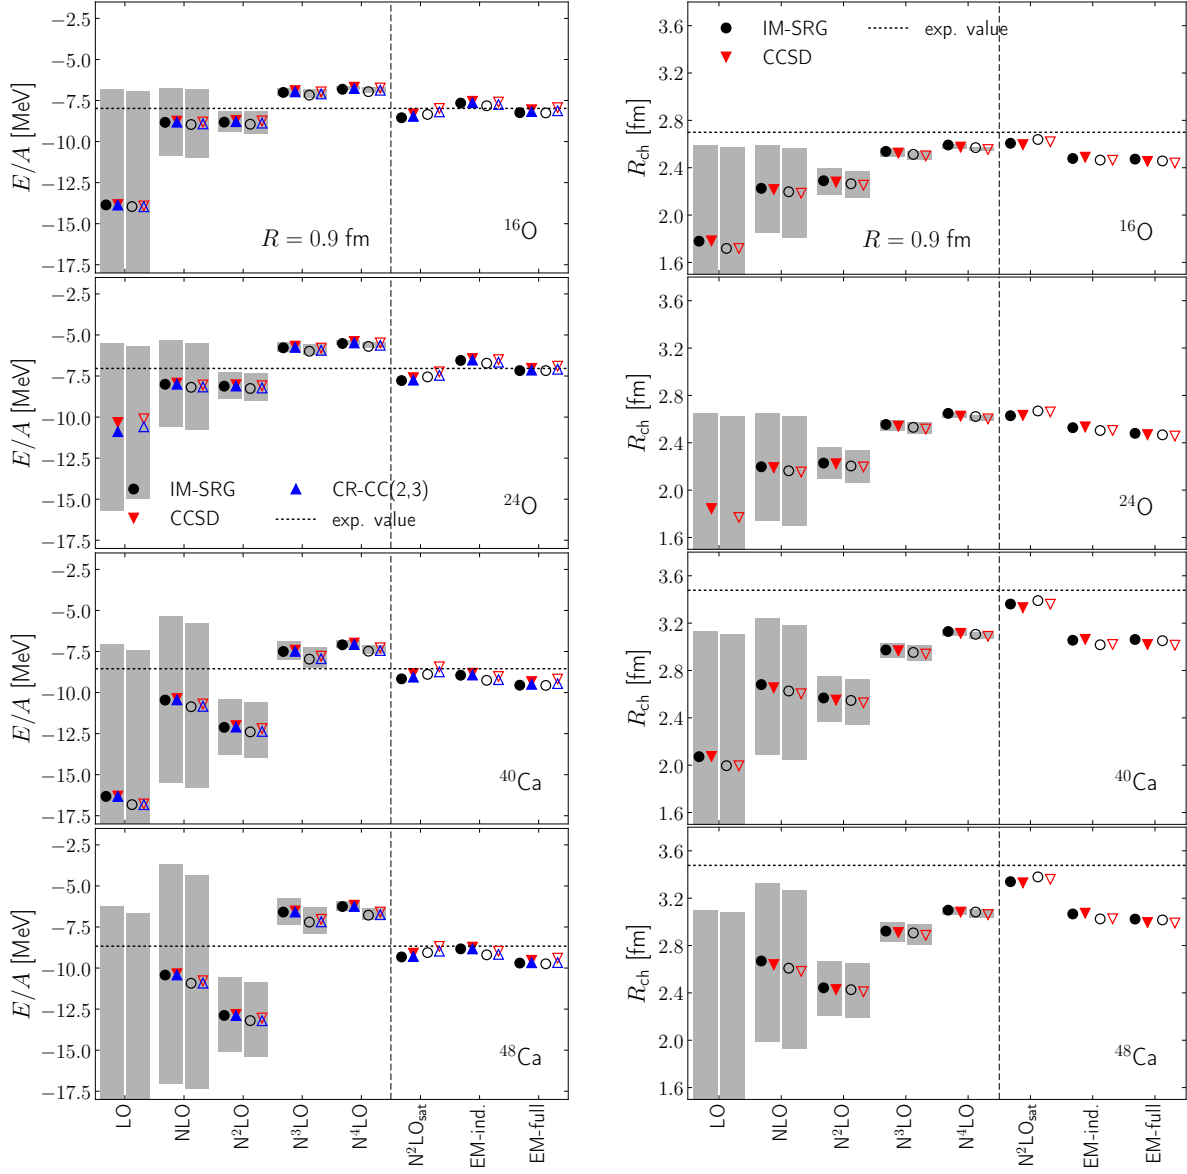 −2.5
−5.0
−7.5
−10.0
−12.5
−15.0
−17.5
E/A [MeV]
R = 0.9 fm
¹⁶O
−2.5
−5.0
−7.5
−10.0
−12.5
−15.0
−17.5
E/A [MeV]
IM-SRG
CR-CC(2,3)
CCSD
exp. value
²⁴O
−2.5
−5.0
−7.5
−10.0
−12.5
−15.0
−17.5
E/A [MeV]
⁴⁰Ca
−2.5
−5.0
−7.5
−10.0
−12.5
−15.0
−17.5
E/A [MeV]
⁴⁸Ca
LO
NLO
N²LO
N³LO
N⁴LO
N²LOsat
EM-ind.
EM-full
3.6
3.2
2.8
2.4
2.0
1.6
Rch [fm]
IM-SRG
exp. value
CCSD
R = 0.9 fm
¹⁶O
3.6
3.2
2.8
2.4
2.0
1.6
Rch [fm]
²⁴O
3.6
3.2
2.8
2.4
2.0
1.6
Rch [fm]
⁴⁰Ca
3.6
3.2
2.8
2.4
2.0
1.6
Rch [fm]
⁴⁸Ca
LO
NLO
N²LO
N³LO
N⁴LO
N²LOsat
EM-ind.
EM-full